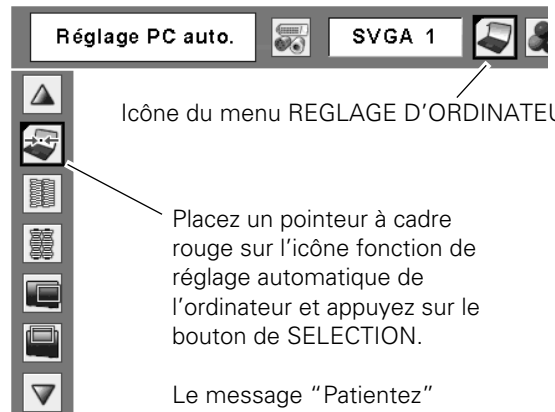 Réglage PC auto.
SVGA 1
Icône du menu REGLAGE D'ORDINATEU
Placez un pointeur à cadre
rouge sur l'icône fonction de
réglage automatique de
l'ordinateur et appuyez sur le
bouton de SELECTION.
Le message “Patientez”